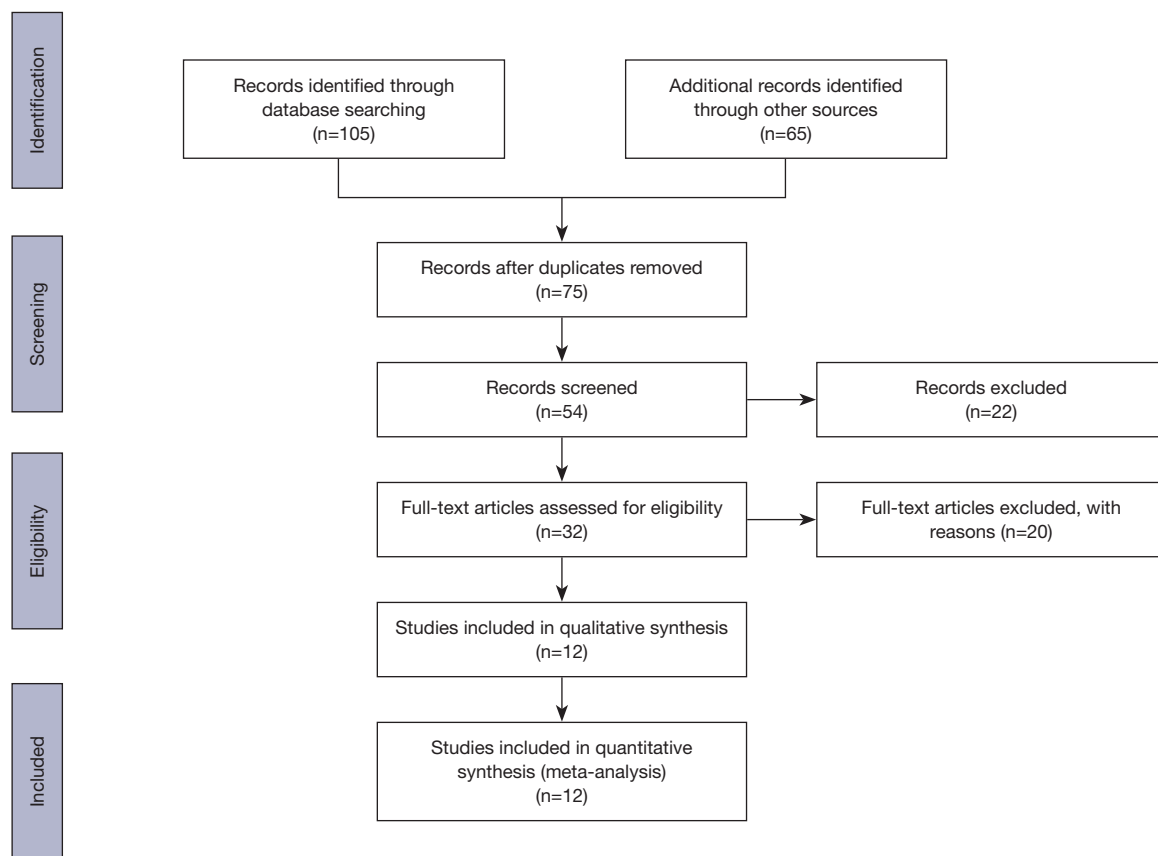 Identification
Records identified through
database searching
(n=105)
Additional records identified
through other sources
(n=65)
Screening
Records after duplicates removed
(n=75)
Records screened
(n=54)
Records excluded
(n=22)
Eligibility
Full-text articles assessed for eligibility
(n=32)
Full-text articles excluded, with
reasons (n=20)
Studies included in qualitative synthesis
(n=12)
Included
Studies included in quantitative
synthesis (meta-analysis)
(n=12)